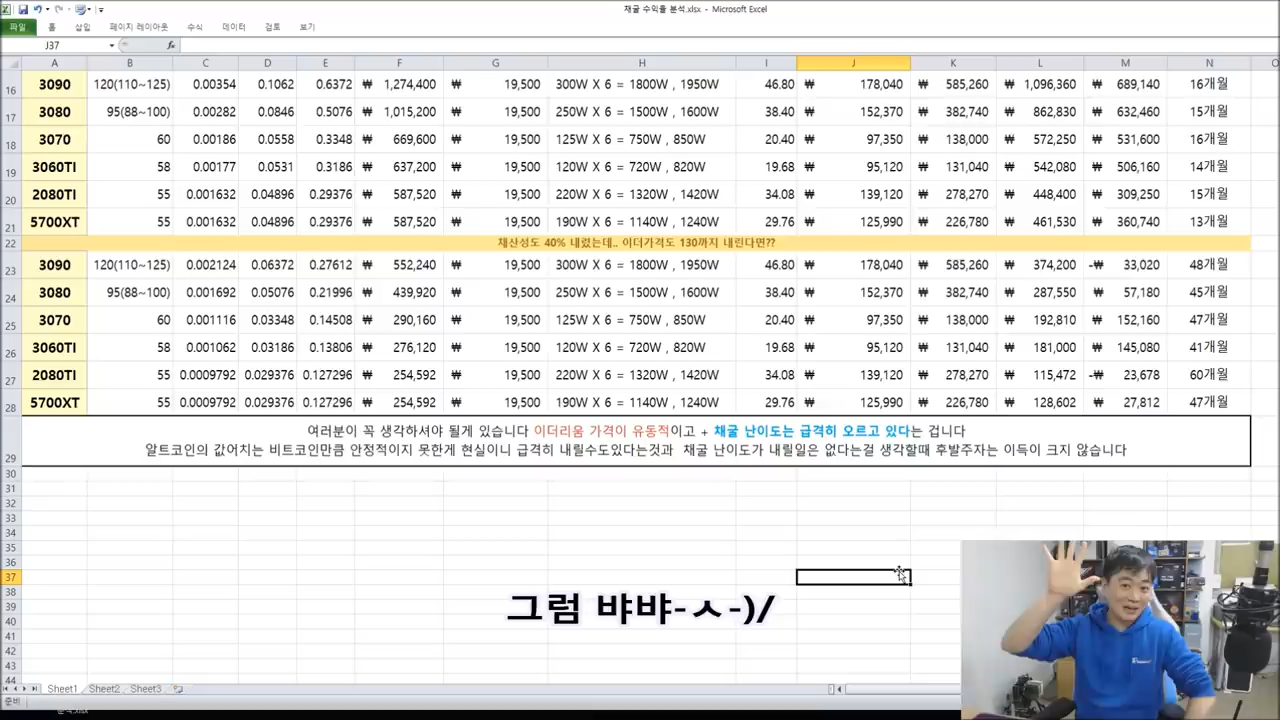 채굴 수익율 분석.xlsx - Microsoft Excel
파일 홈 삽입 페이지 레이아웃 수식 데이터 검토 보기
J37 fx
A B C D E F G H I J K L M N
16 3090 120(110~125) 0.00354 0.1062 0.6372 ₩ 1,274,400 ₩ 19,500 300W X 6 = 1800W , 1950W 46.80 ₩ 178,040 ₩ 585,260 ₩ 1,096,360 ₩ 689,140 16개월
17 3080 95(88~100) 0.00282 0.0846 0.5076 ₩ 1,015,200 ₩ 19,500 250W X 6 = 1500W , 1600W 38.40 ₩ 152,370 ₩ 382,740 ₩ 862,830 ₩ 632,460 15개월
18 3070 60 0.00186 0.0558 0.3348 ₩ 669,600 ₩ 19,500 125W X 6 = 750W , 850W 20.40 ₩ 97,350 ₩ 138,000 ₩ 572,250 ₩ 531,600 16개월
19 3060TI 58 0.00177 0.0531 0.3186 ₩ 637,200 ₩ 19,500 120W X 6 = 720W , 820W 19.68 ₩ 95,120 ₩ 131,040 ₩ 542,080 ₩ 506,160 14개월
20 2080TI 55 0.001632 0.04896 0.29376 ₩ 587,520 ₩ 19,500 220W X 6 = 1320W , 1420W 34.08 ₩ 139,120 ₩ 278,270 ₩ 448,400 ₩ 309,250 15개월
21 5700XT 55 0.001632 0.04896 0.29376 ₩ 587,520 ₩ 19,500 190W X 6 = 1140W , 1240W 29.76 ₩ 125,990 ₩ 226,780 ₩ 461,530 ₩ 360,740 13개월
22 채산성도 40% 내렸는데.. 이더가격도 130까지 내린다면??
23 3090 120(110~125) 0.002124 0.06372 0.27612 ₩ 552,240 ₩ 19,500 300W X 6 = 1800W , 1950W 46.80 ₩ 178,040 ₩ 585,260 ₩ 374,200 -₩ 33,020 48개월
24 3080 95(88~100) 0.001692 0.05076 0.21996 ₩ 439,920 ₩ 19,500 250W X 6 = 1500W , 1600W 38.40 ₩ 152,370 ₩ 382,740 ₩ 287,550 ₩ 57,180 45개월
25 3070 60 0.001116 0.03348 0.14508 ₩ 290,160 ₩ 19,500 125W X 6 = 750W , 850W 20.40 ₩ 97,350 ₩ 138,000 ₩ 192,810 ₩ 152,160 47개월
26 3060TI 58 0.001062 0.03186 0.13806 ₩ 276,120 ₩ 19,500 120W X 6 = 720W , 820W 19.68 ₩ 95,120 ₩ 131,040 ₩ 181,000 ₩ 145,080 41개월
27 2080TI 55 0.0009792 0.029376 0.127296 ₩ 254,592 ₩ 19,500 220W X 6 = 1320W , 1420W 34.08 ₩ 139,120 ₩ 278,270 ₩ 115,472 -₩ 23,678 60개월
28 5700XT 55 0.0009792 0.029376 0.127296 ₩ 254,592 ₩ 19,500 190W X 6 = 1140W , 1240W 29.76 ₩ 125,990 ₩ 226,780 ₩ 128,602 ₩ 27,812 47개월
여러분이 꼭 생각하셔야 될게 있습니다 이더리움 가격이 유동적이고 + 채굴 난이도는 급격히 오르고 있다는 겁니다
29 알트코인의 값어치는 비트코인만큼 안정적이지 못한게 현실이니 급격히 내릴수도있다는것과 채굴 난이도가 내릴일은 없다는걸 생각할때 후발주자는 이득이 크지 않습니다
30
31
32
33
34
35
36
37
38
39
그럼 뱌뱌-ㅅ-)/
40
41
42
43
44
Sheet1 Sheet2 Sheet3
준비
분석.xlsx